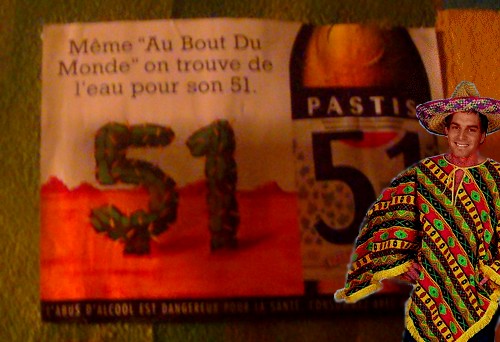 Même "Au Bout Du
Monde" on trouve de
l'eau pour son 51.
51
PASTIS
51
L'ABUS D'ALCOOL EST DANGEREUX POUR LA SANTÉ